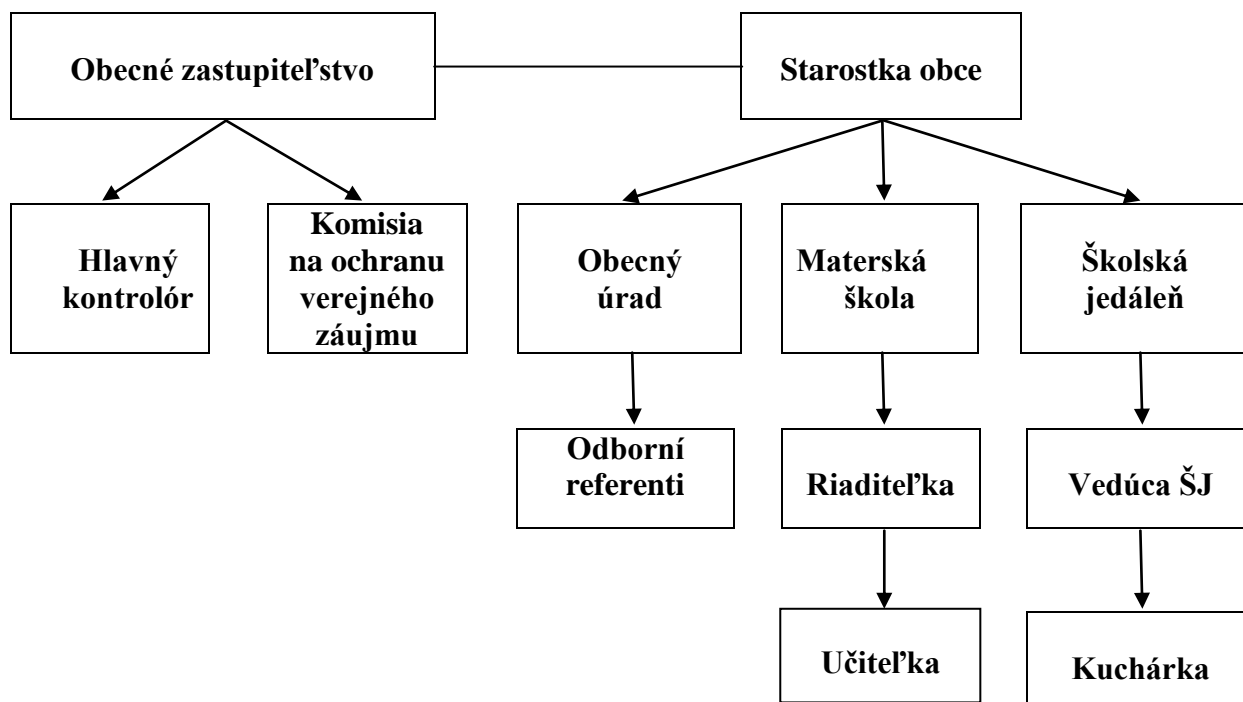 Obecné zastupiteľstvo
Starostka obce
Hlavný
kontrolór
Komisia
na ochranu
verejného
záujmu
Obecný
úrad
Materská
škola
Školská
jedáleň
Odborní
referenti
Riaditeľka
Vedúca ŠJ
Učiteľka
Kuchárka